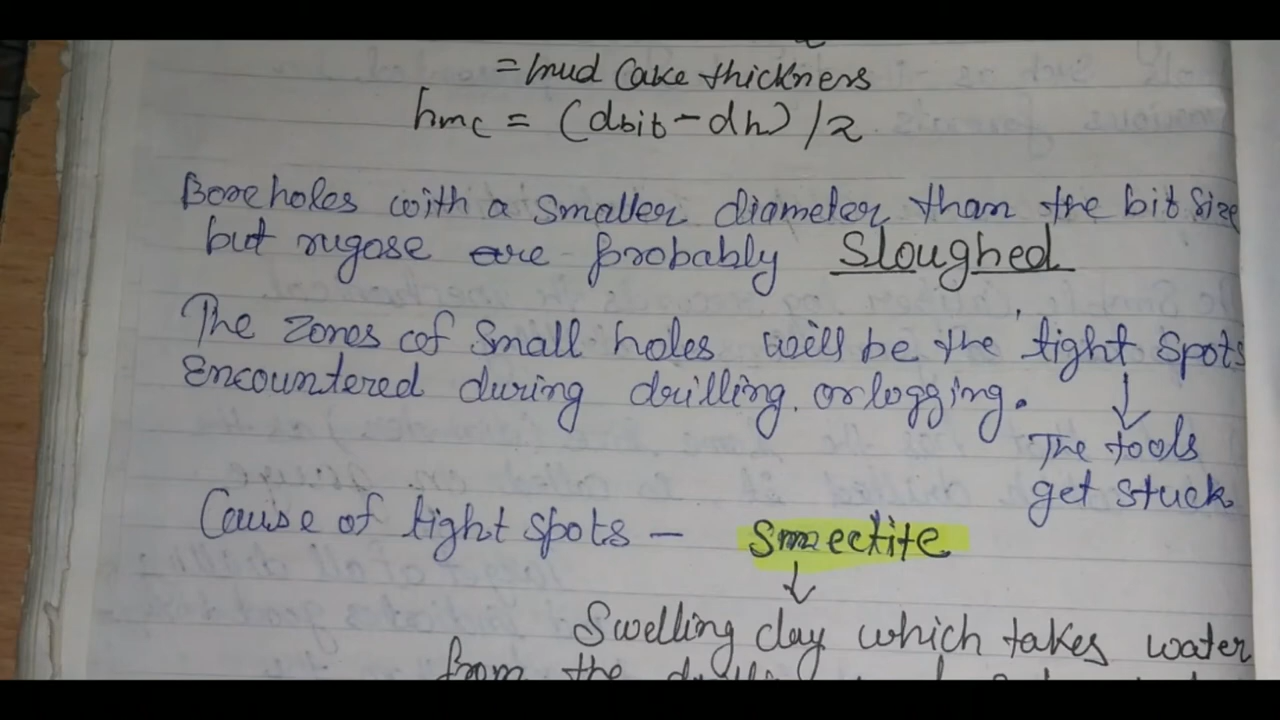 = mud cake thickness
hmc = (dbit - dh) /2
Boreholes with a smaller diameter than the bit size
but rugose are probably Sloughed
The zones of small holes will be the tight spots
Encountered during drilling or logging.
The tools
get stuck
Cause of tight spots - Smectite
Swelling clay which takes water
from the